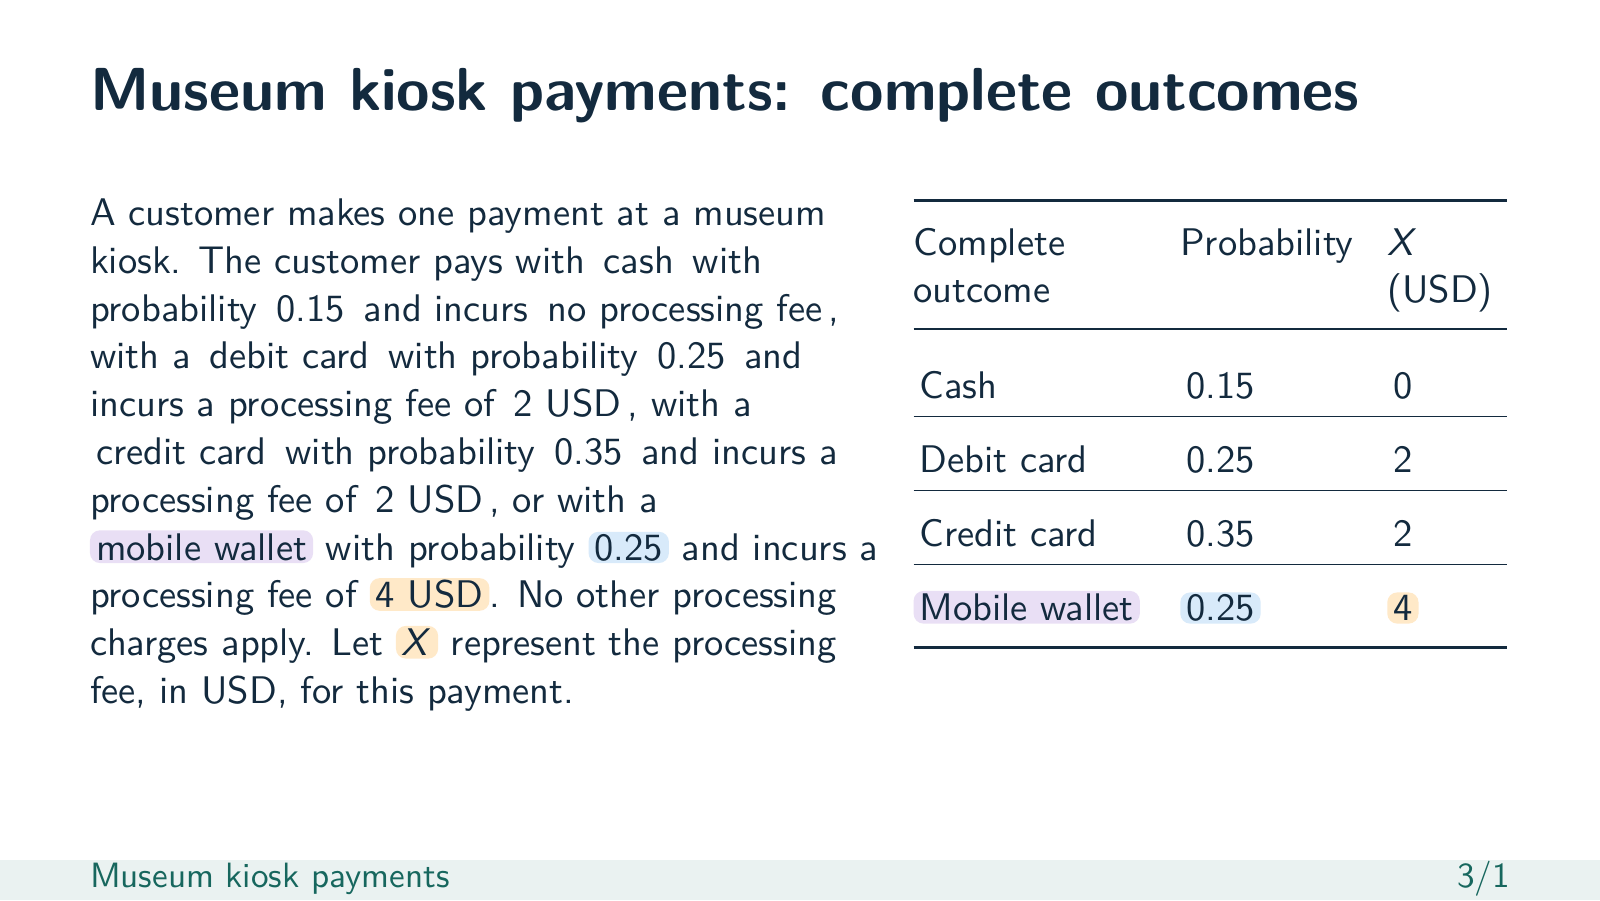 Museum kiosk payments: complete outcomes
A customer makes one payment at a museum
kiosk. The customer pays with cash with
probability 0.15 and incurs no processing fee,
with a debit card with probability 0.25 and
incurs a processing fee of 2 USD, with a
credit card with probability 0.35 and incurs a
processing fee of 2 USD, or with a
mobile wallet with probability 0.25 and incurs a
processing fee of 4 USD. No other processing
charges apply. Let X represent the processing
fee, in USD, for this payment.
Complete outcome Probability X (USD)
Cash 0.15 0
Debit card 0.25 2
Credit card 0.35 2
Mobile wallet 0.25 4
Museum kiosk payments 3/1